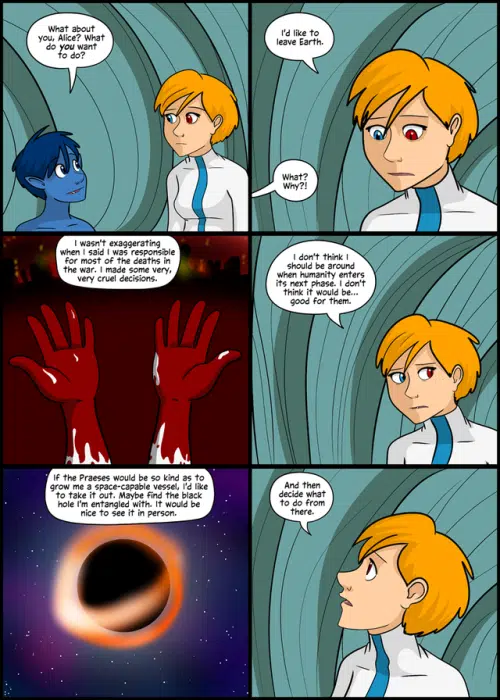 What about
you, Alice? What
do you want
to do?
I'd like to
leave Earth.
What?
Why?!
I wasn't exaggerating
when I said I was responsible
for most of the deaths in
the war. I made some very,
very cruel decisions.
I don't think I
should be around
when humanity enters
its next phase. I don't
think it would be...
good for them.
If the Praeses would be so kind as to
grow me a space-capable vessel, I'd like
to take it out. Maybe find the black
hole I'm entangled with. It would be
nice to see it in person.
And then
decide what
to do from
there.